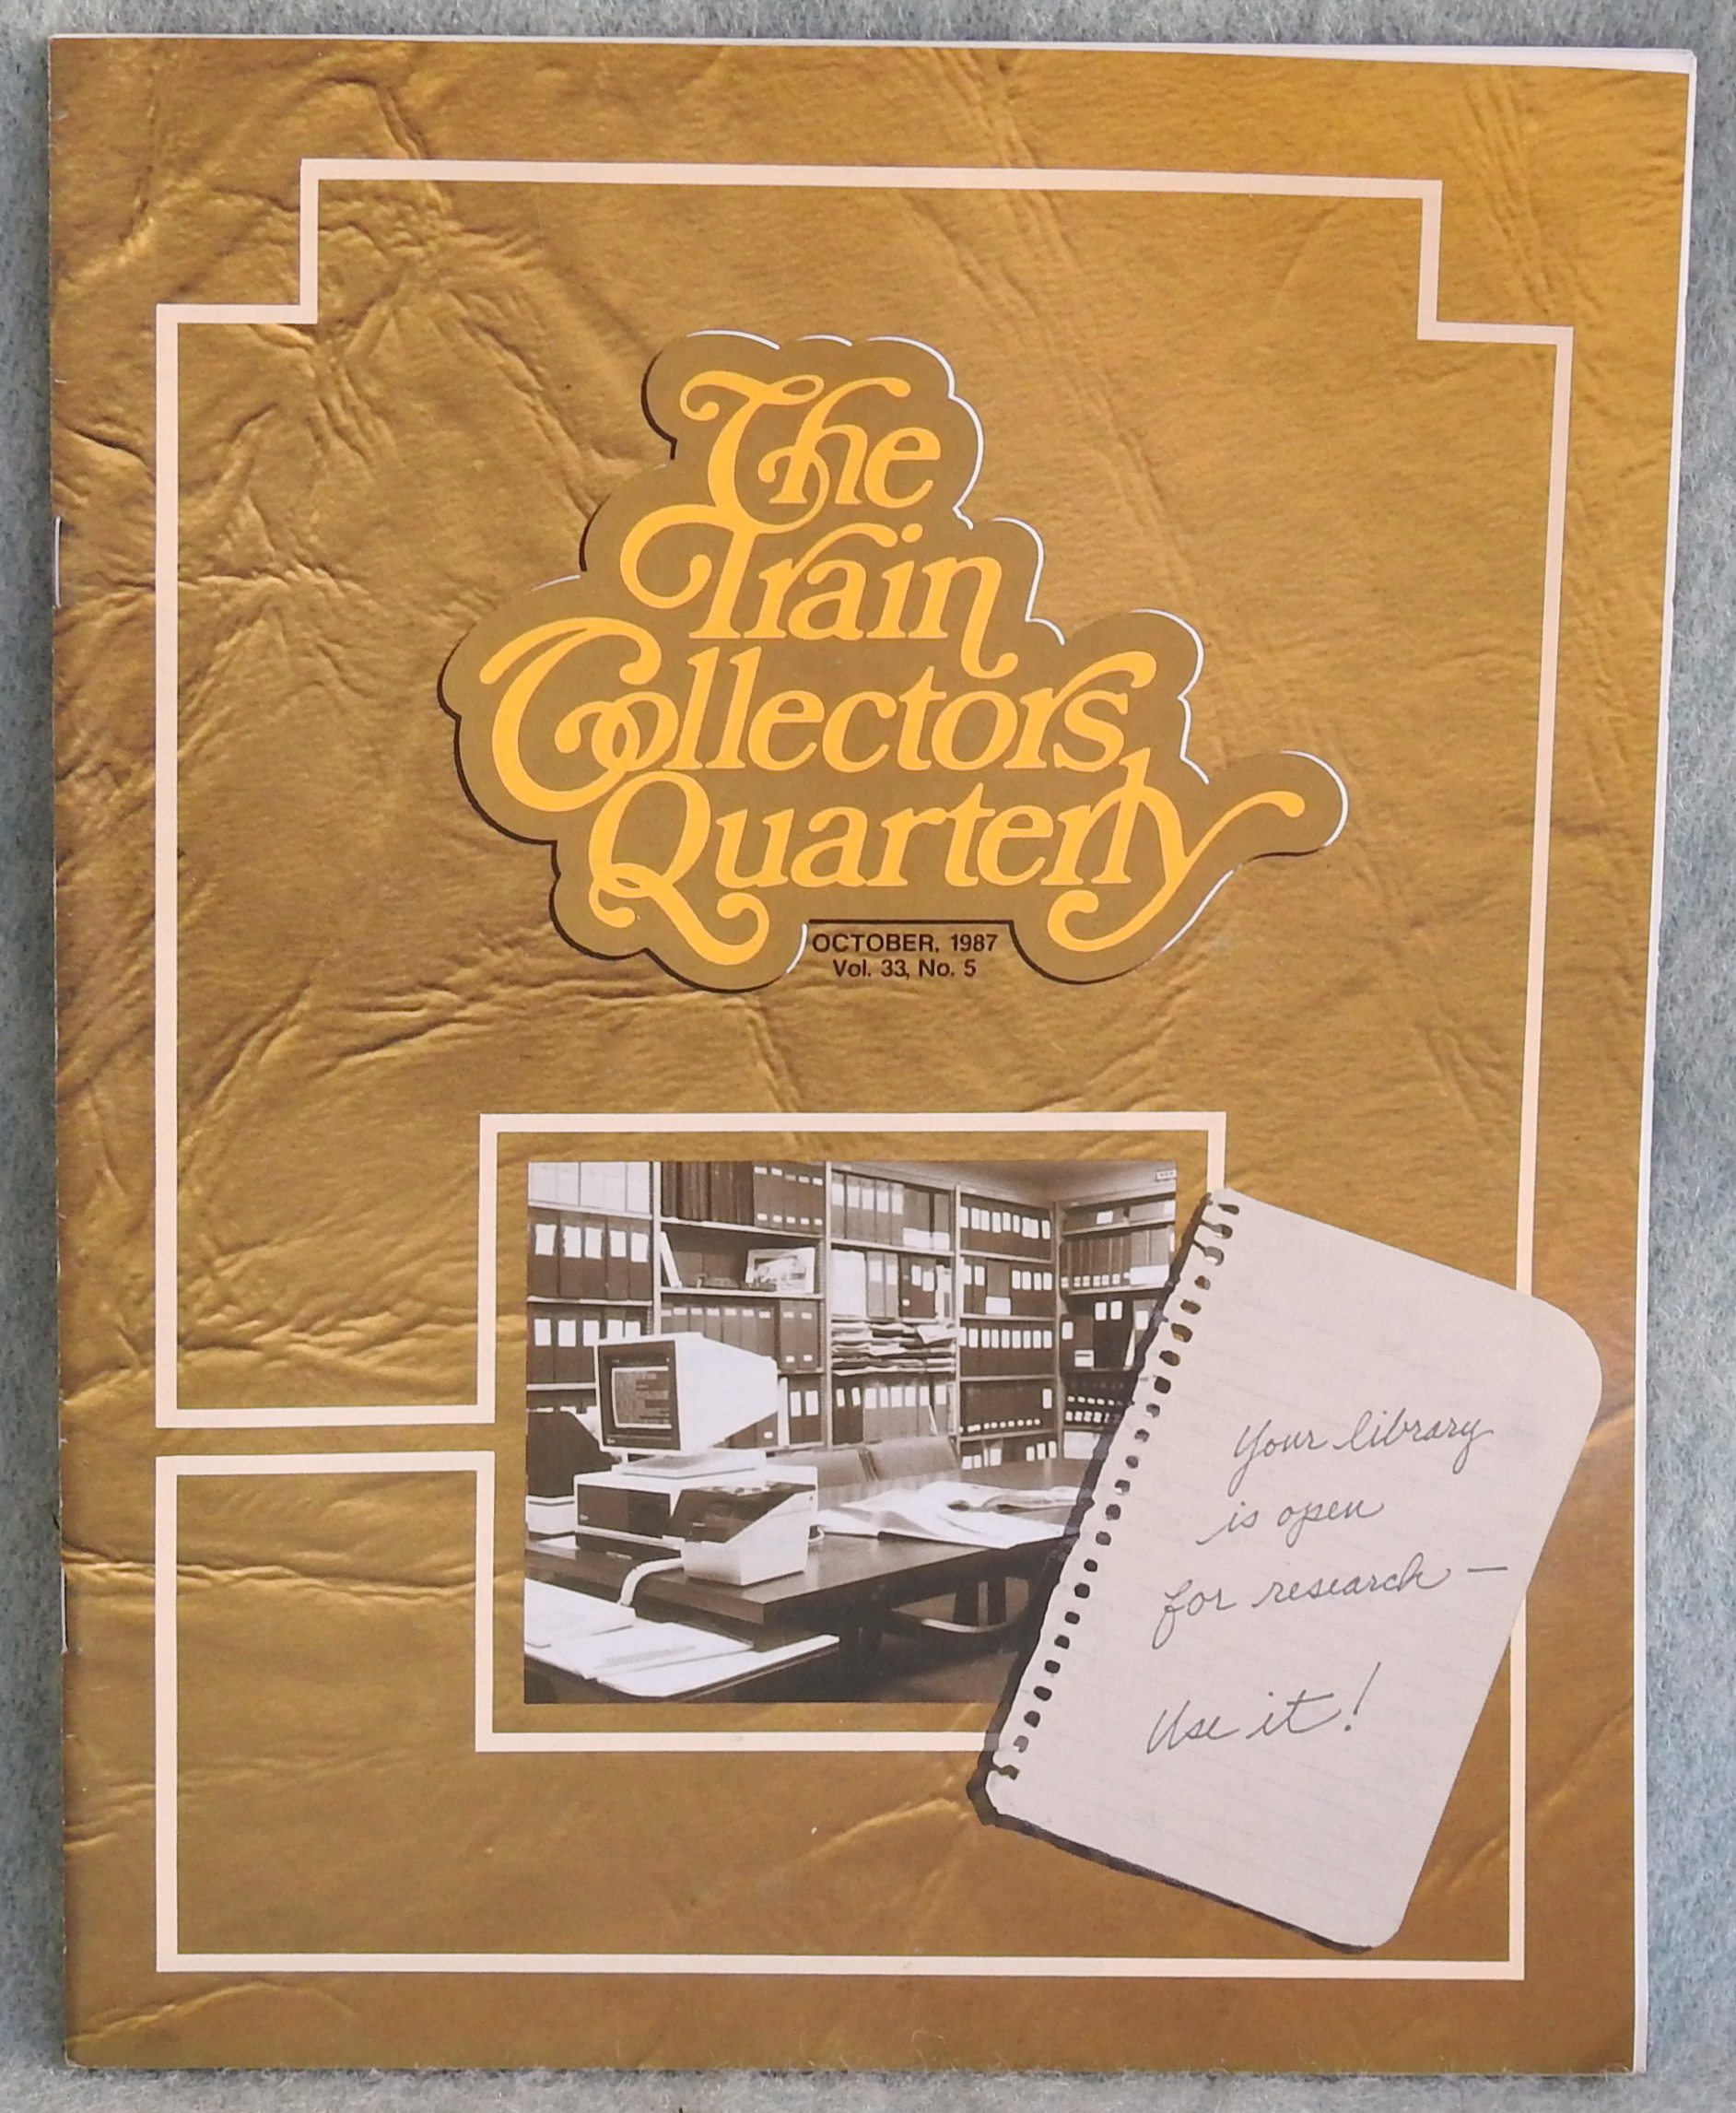 The
Train
Collectors
Quarterly
OCTOBER, 1987
Vol. 33, No. 5
Your library
is open
for research —
Use it!